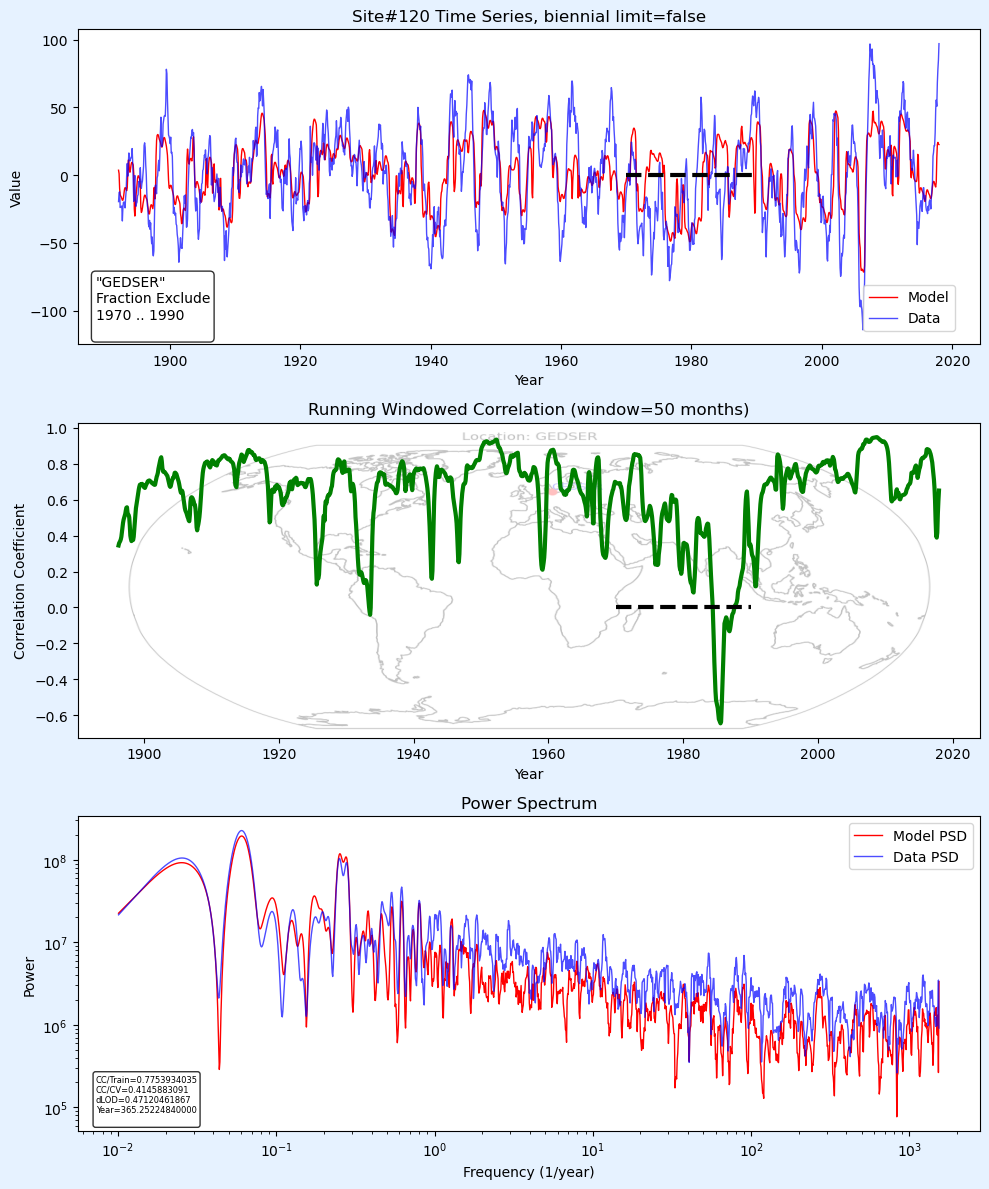 Site#120 Time Series, biennial limit=false
100
50
0
−50
−100
Value
"GEDSER"
Fraction Exclude
1970 .. 1990
Model
Data
1900
1920
1940
1960
1980
2000
2020
Year
Running Windowed Correlation (window=50 months)
Location: GEDSER
1.0
0.8
0.6
0.4
0.2
0.0
−0.2
−0.4
−0.6
Correlation Coefficient
1900
1920
1940
1960
1980
2000
2020
Year
Power Spectrum
Model PSD
Data PSD
10⁸
10⁷
10⁶
10⁵
Power
CC/Train=0.7753934035
CC/CV=0.4145883091
dLOD=0.47120461867
Year=365.25224840000
10⁻²
10⁻¹
10⁰
10¹
10²
10³
Frequency (1/year)